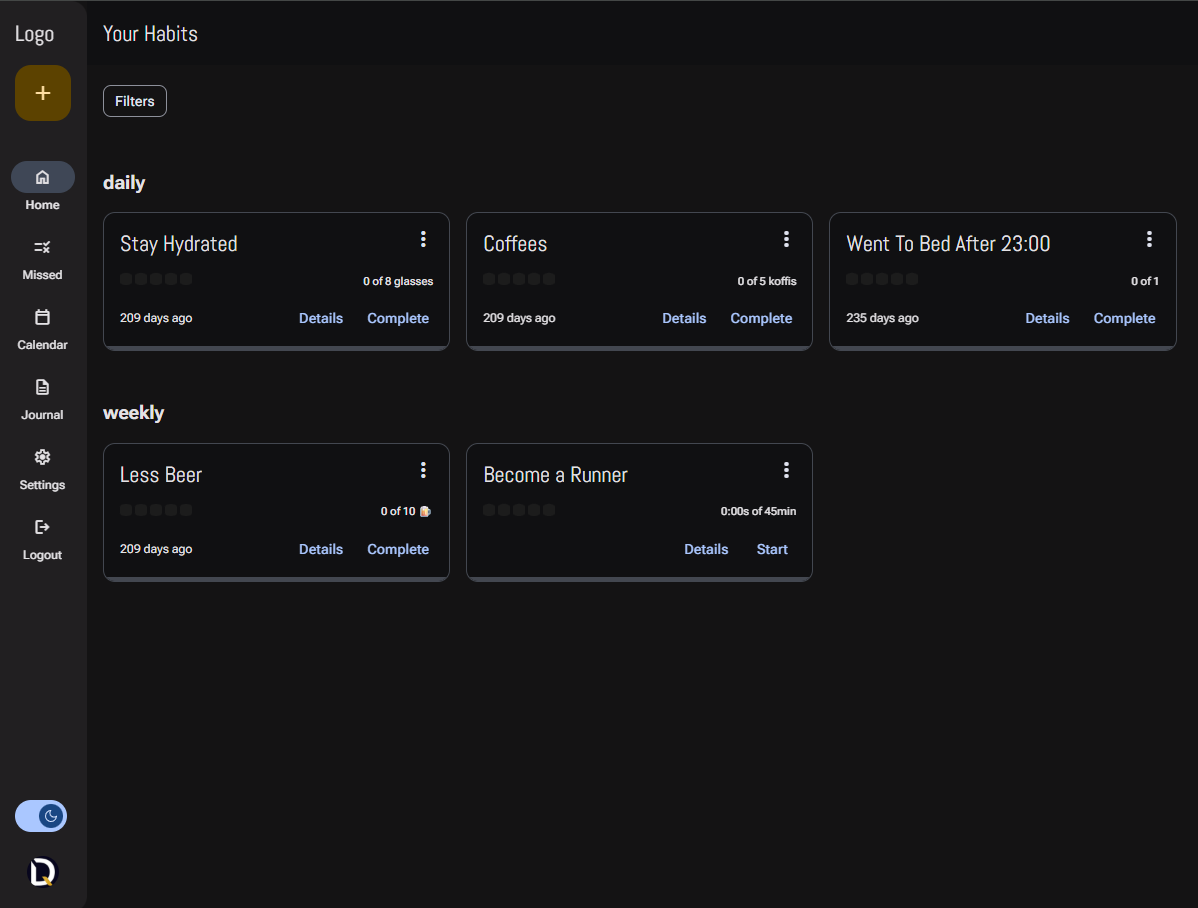 Logo
Your Habits
+
Filters
Home
Missed
Calendar
Journal
Settings
Logout
daily
Stay Hydrated
0 of 8 glasses
209 days ago Details Complete
Coffees
0 of 5 koffis
209 days ago Details Complete
Went To Bed After 23:00
0 of 1
235 days ago Details Complete
weekly
Less Beer
0 of 10 🍺
209 days ago Details Complete
Become a Runner
0:00s of 45min
Details Start